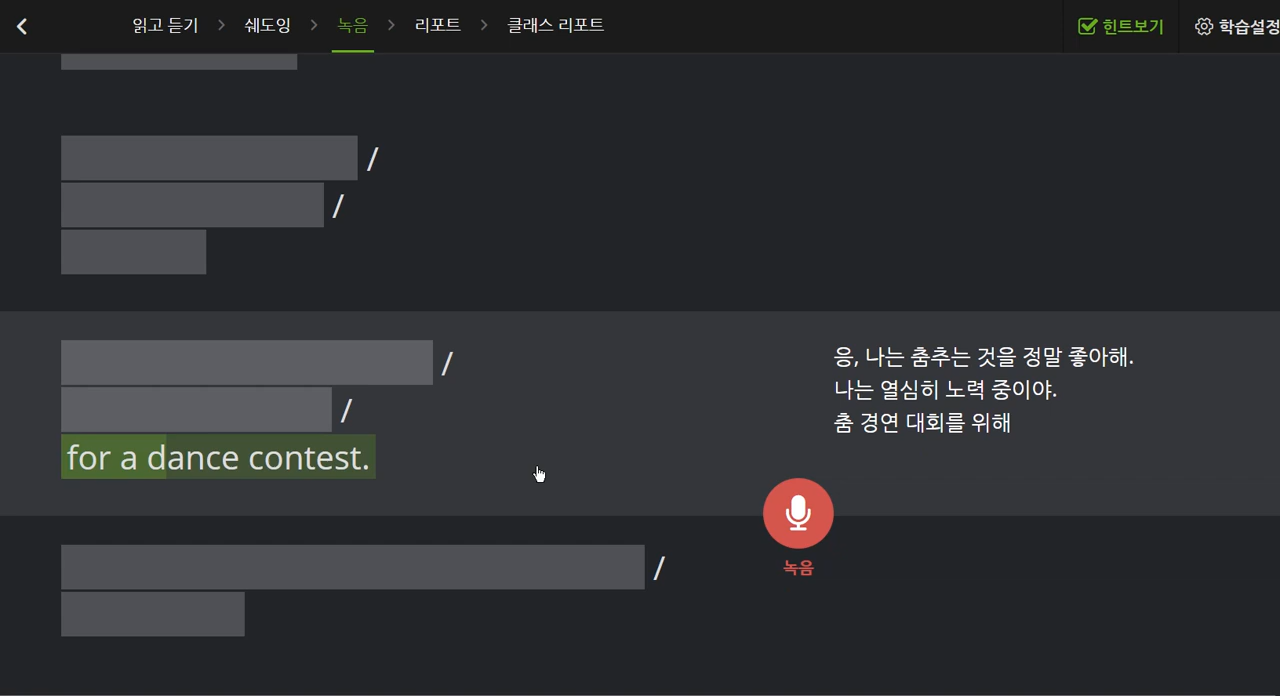 읽고 듣기 > 쉐도잉 > 녹음 > 리포트 > 클래스 리포트
힌트보기
학습설정
/
/
/
응, 나는 춤추는 것을 정말 좋아해.
/
나는 열심히 노력 중이야.
for a dance contest.
춤 경연 대회를 위해
녹음
/